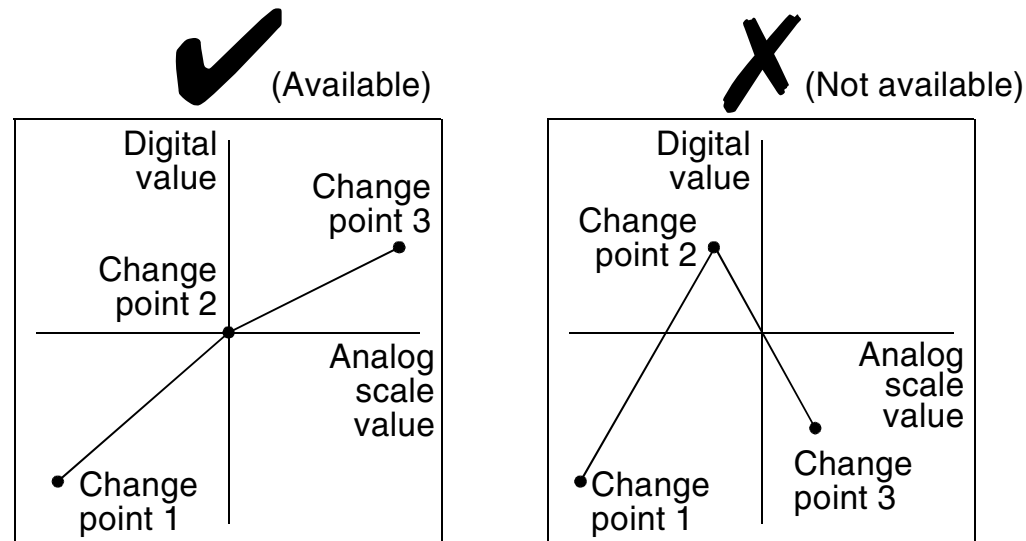 (Available)
Digital
value
Change
point 3
Change
point 2
Analog
scale
value
Change
point 1
(Not available)
Digital
value
Change
point 2
Analog
scale
value
Change
point 3
Change
point 1